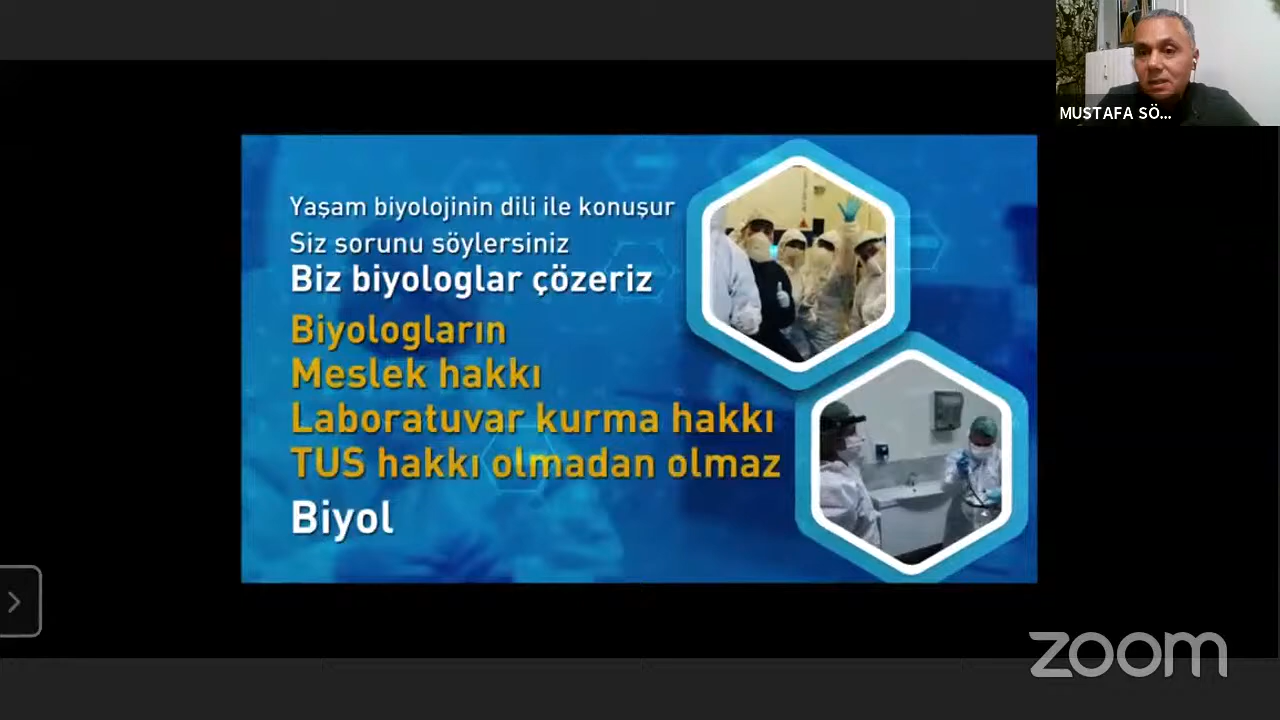 MUSTAFA SÖ...
Yaşam biyolojinin dili ile konuşur
Siz sorunu söylersiniz
Biz biyologlar çözeriz
Biyologların
Meslek hakkı
Laboratuvar kurma hakkı
TUS hakkı olmadan olmaz
Biyol
zoom